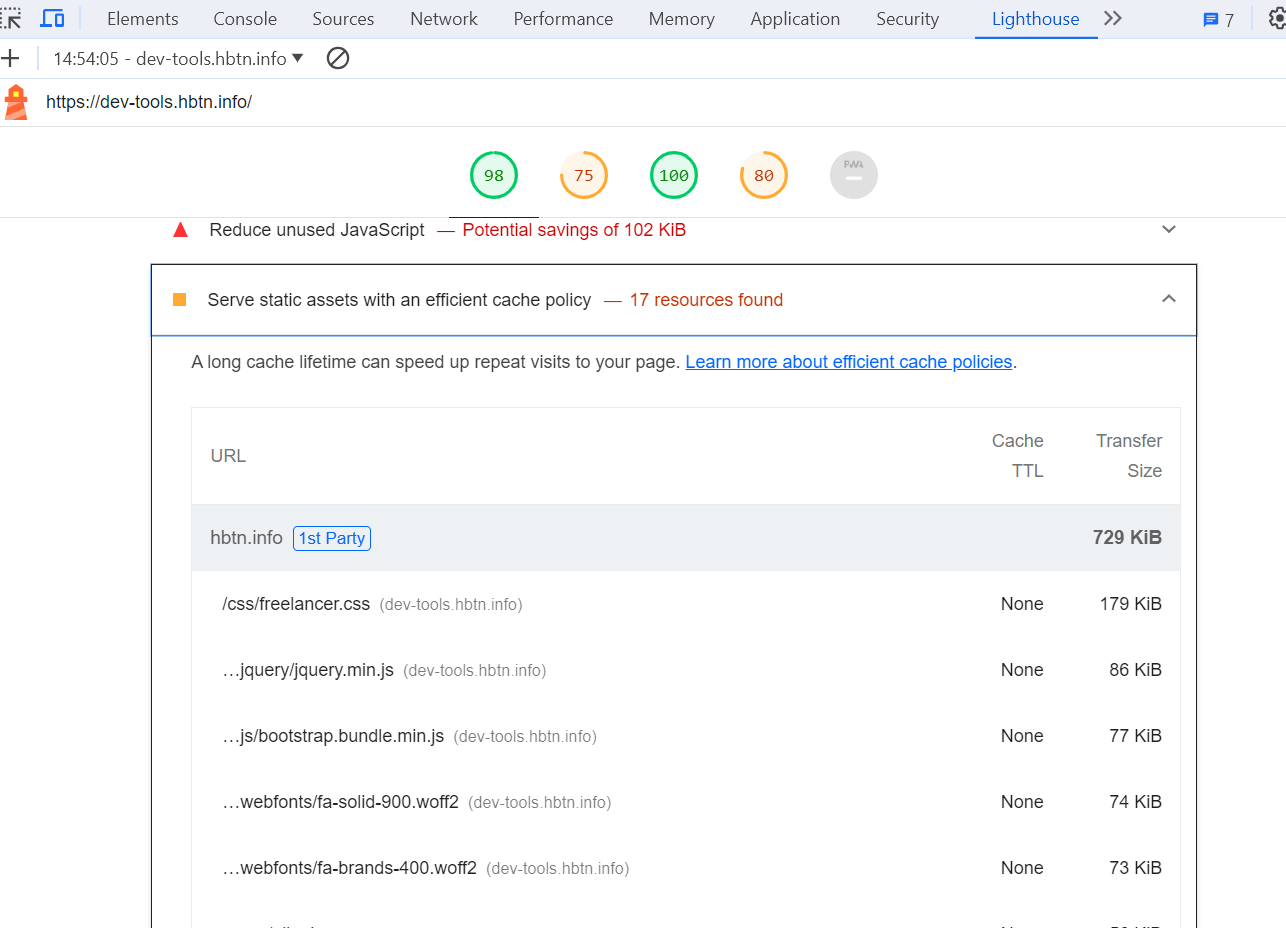 Elements Console Sources Network Performance Memory Application Security Lighthouse 7
14:54:05 - dev-tools.hbtn.info
https://dev-tools.hbtn.info/
98 75 100 80 PWA
Reduce unused JavaScript — Potential savings of 102 KiB
Serve static assets with an efficient cache policy — 17 resources found
A long cache lifetime can speed up repeat visits to your page. Learn more about efficient cache policies.
URL Cache TTL Transfer Size
hbtn.info 1st Party 729 KiB
/css/freelancer.css (dev-tools.hbtn.info) None 179 KiB
…jquery/jquery.min.js (dev-tools.hbtn.info) None 86 KiB
…js/bootstrap.bundle.min.js (dev-tools.hbtn.info) None 77 KiB
…webfonts/fa-solid-900.woff2 (dev-tools.hbtn.info) None 74 KiB
…webfonts/fa-brands-400.woff2 (dev-tools.hbtn.info) None 73 KiB